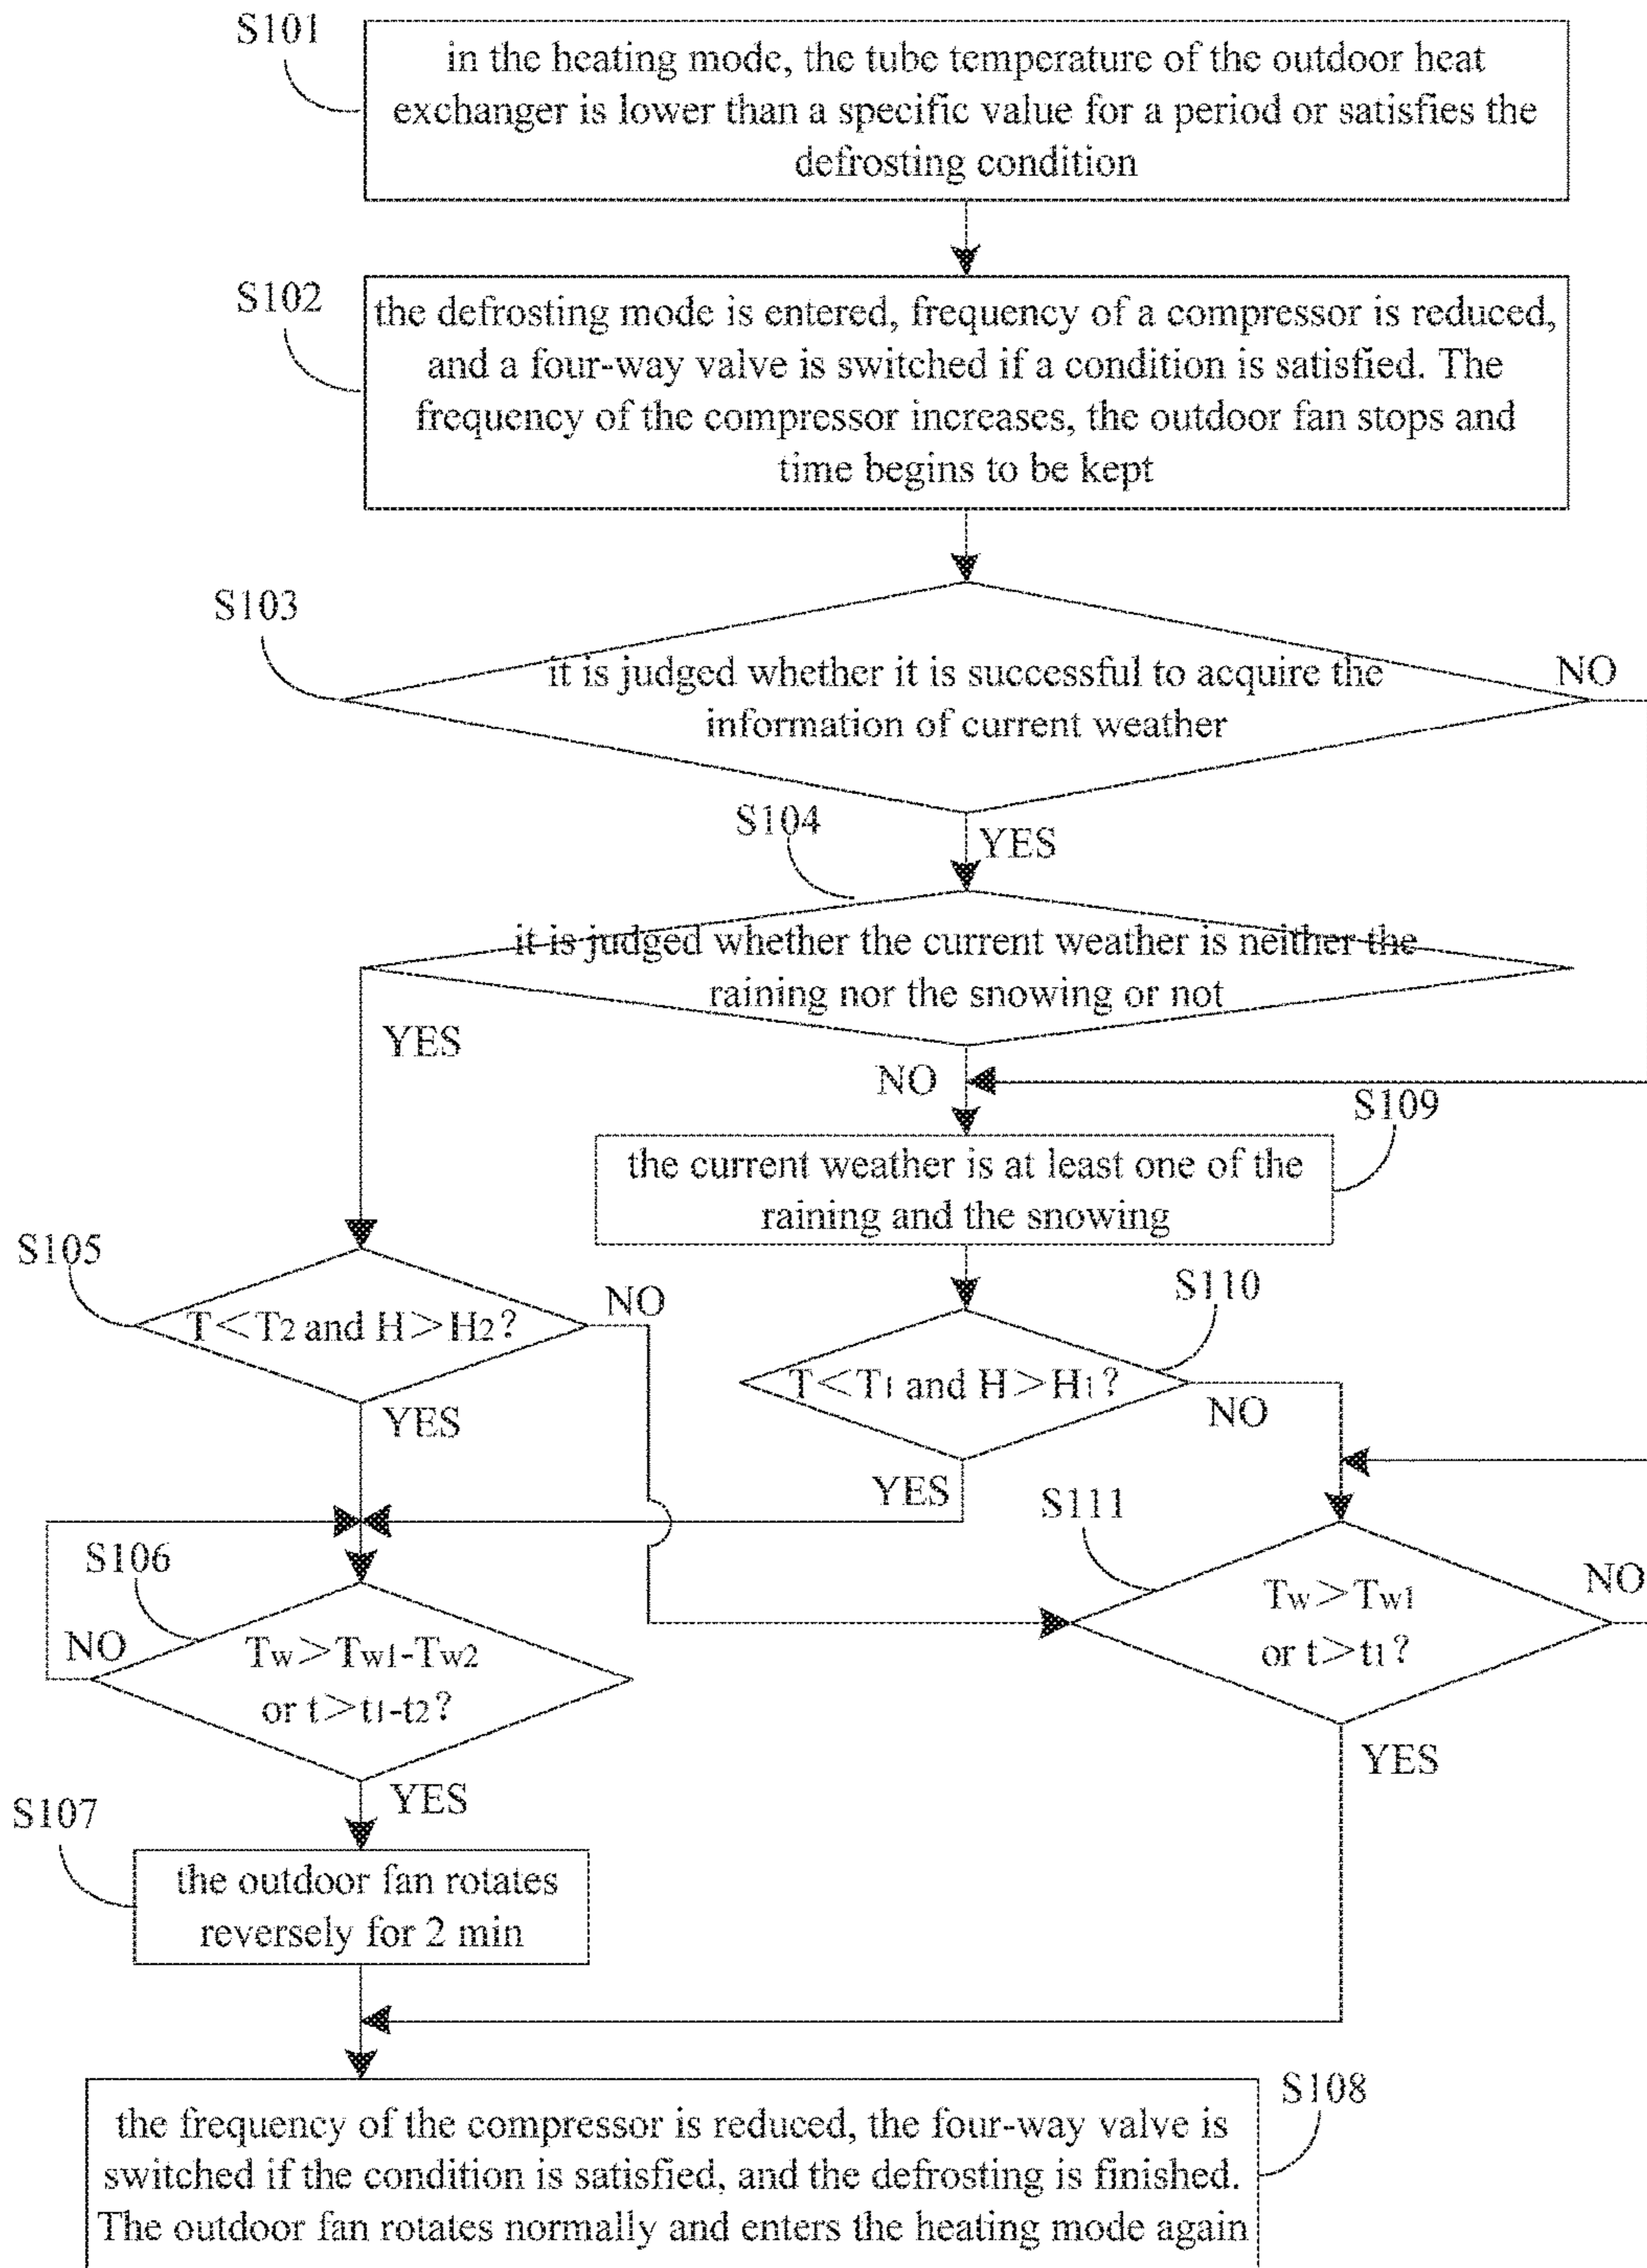 S101
in the heating mode, the tube temperature of the outdoor heat
exchanger is lower than a specific value for a period or satisfies the
defrosting condition
S102
the defrosting mode is entered, frequency of a compressor is reduced,
and a four-way valve is switched if a condition is satisfied. The
frequency of the compressor increases, the outdoor fan stops and
time begins to be kept
S103
it is judged whether it is successful to acquire the
information of current weather
NO
YES
S104
it is judged whether the current weather is neither the
raining nor the snowing or not
YES
NO
S109
the current weather is at least one of the
raining and the snowing
S105
T<T2 and H>H2?
NO
YES
S110
T<T1 and H>H1?
NO
YES
S106
Tw>Tw1-Tw2
or t>t1-t2?
NO
YES
S111
Tw>Tw1
or t>t1?
NO
YES
S107
the outdoor fan rotates
reversely for 2 min
S108
the frequency of the compressor is reduced, the four-way valve is
switched if the condition is satisfied, and the defrosting is finished.
The outdoor fan rotates normally and enters the heating mode again